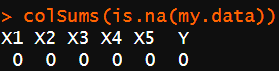 > colSums(is.na(my.data))
X1 X2 X3 X4 X5  Y
 0  0  0  0  0  0